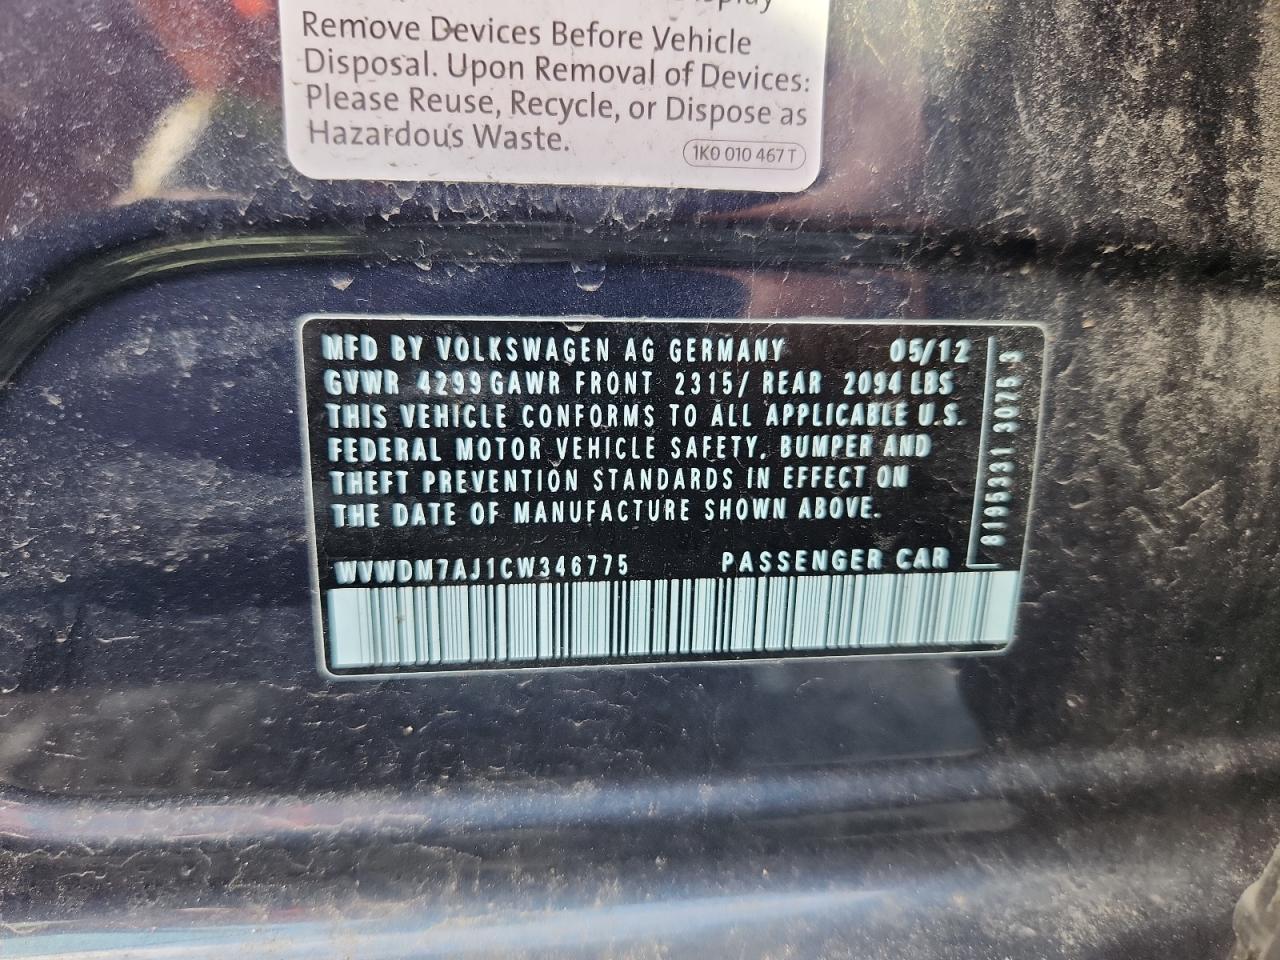 Remove Devices Before Vehicle
Disposal. Upon Removal of Devices:
Please Reuse, Recycle, or Dispose as
Hazardous Waste.
1K0 010 467 T
MFD BY VOLKSWAGEN AG GERMANY 05/12
GVWR 4299 GAWR FRONT 2315/ REAR 2094 LBS
THIS VEHICLE CONFORMS TO ALL APPLICABLE U.S.
FEDERAL MOTOR VEHICLE SAFETY, BUMPER AND
THEFT PREVENTION STANDARDS IN EFFECT ON
THE DATE OF MANUFACTURE SHOWN ABOVE.
WVWDM7AJ1CW346775 PASSENGER CAR
8195331 3075 3